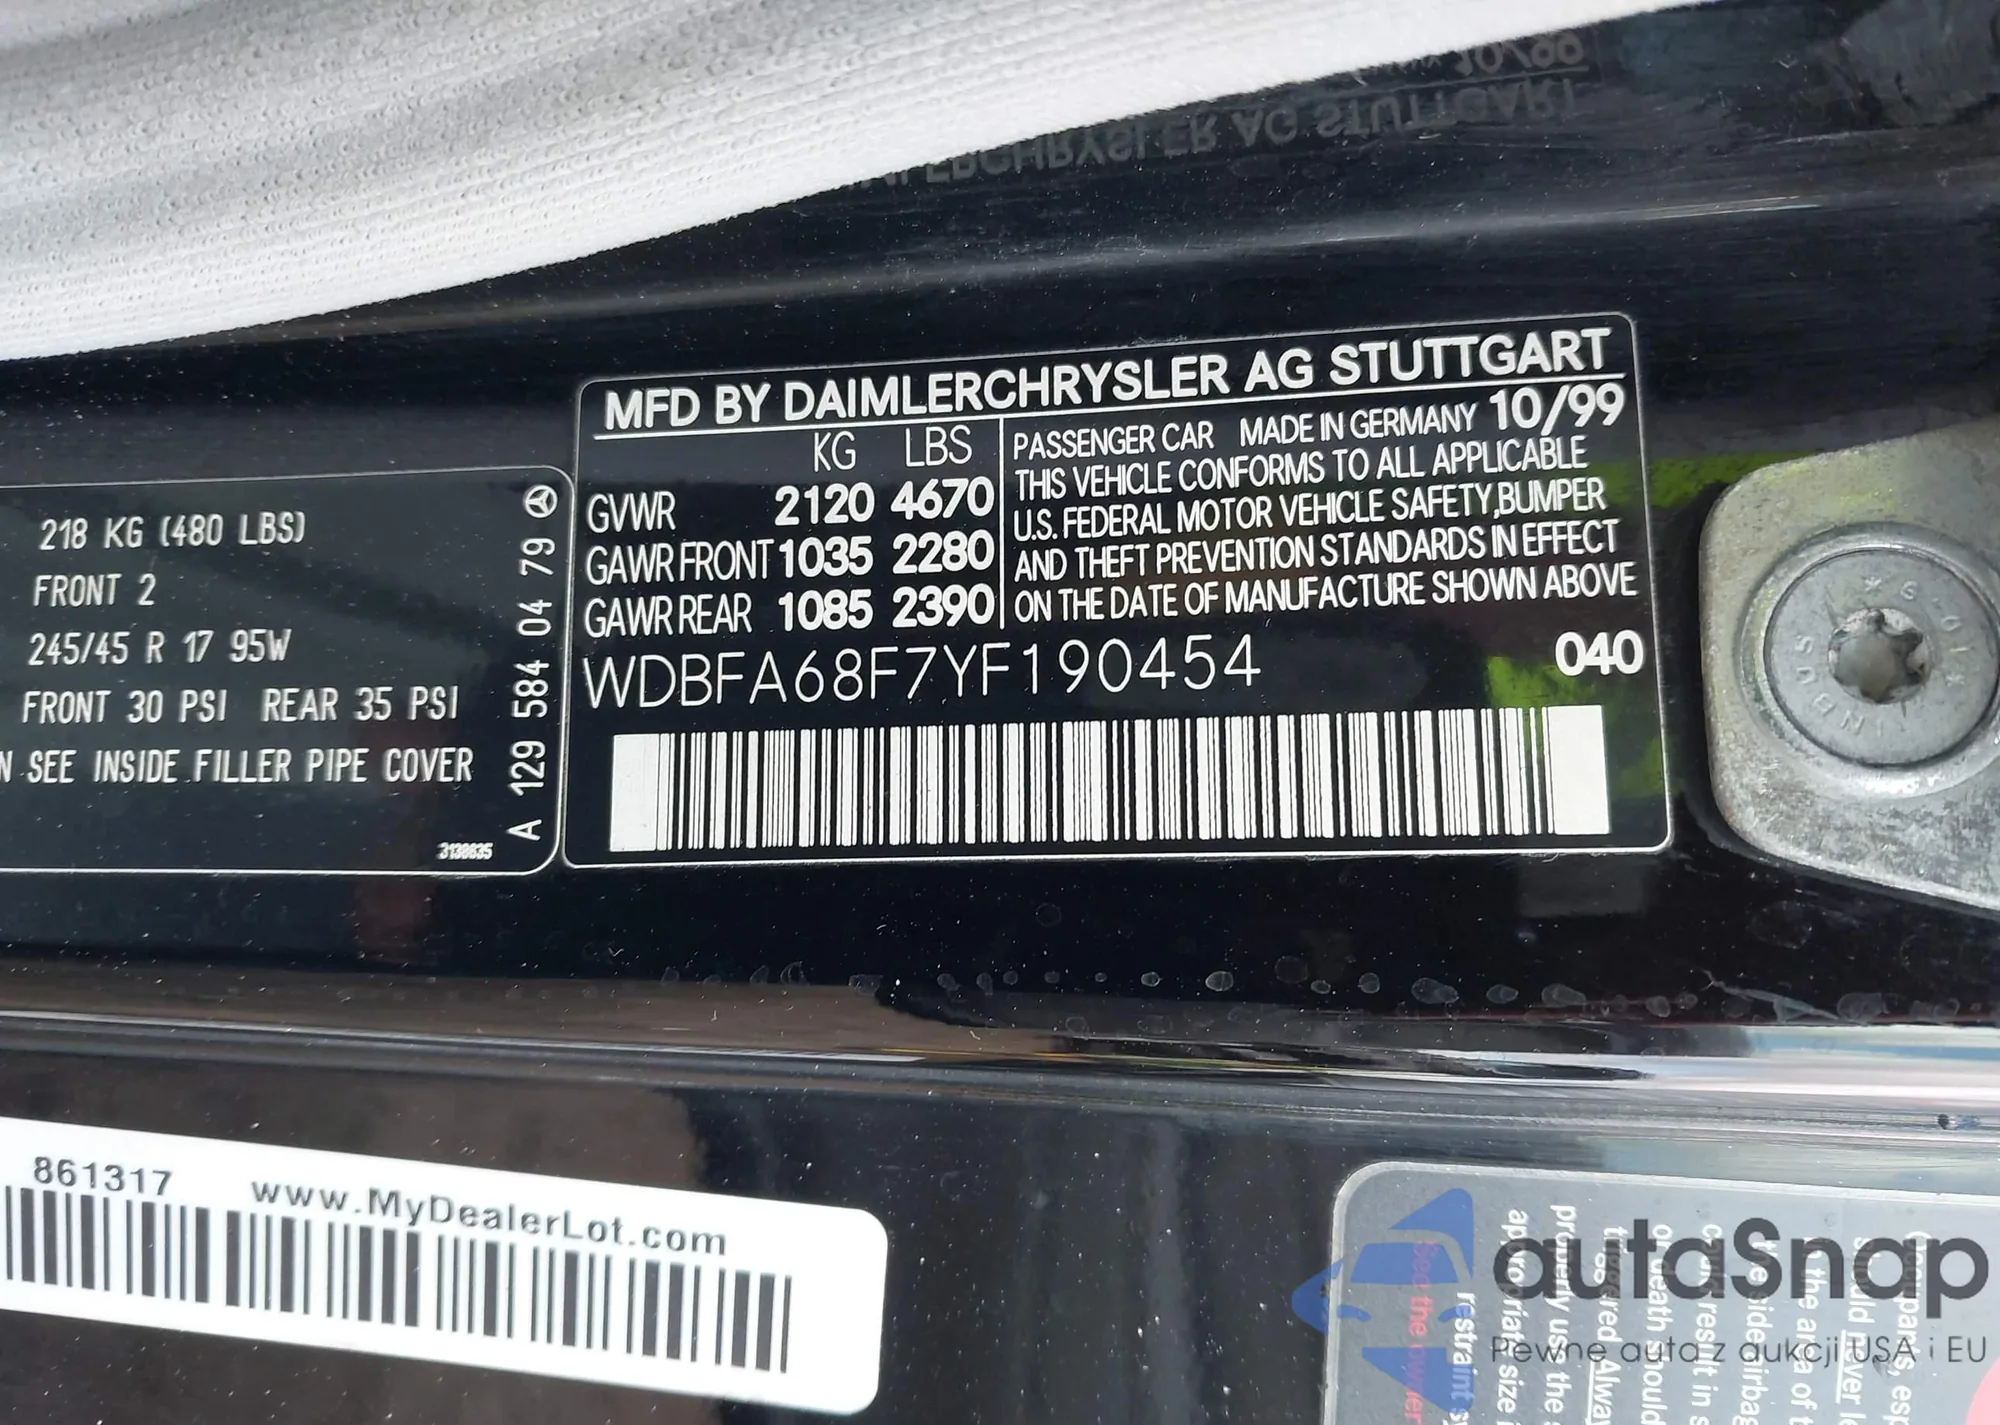 MFD BY DAIMLERCHRYSLER AG STUTTGART
KG LBS
GVWR 2120 4670
GAWR FRONT 1035 2280
GAWR REAR 1085 2390
PASSENGER CAR MADE IN GERMANY 10/99
THIS VEHICLE CONFORMS TO ALL APPLICABLE
U.S. FEDERAL MOTOR VEHICLE SAFETY, BUMPER
AND THEFT PREVENTION STANDARDS IN EFFECT
ON THE DATE OF MANUFACTURE SHOWN ABOVE
WDBFA68F7YF190454
040
218 KG (480 LBS)
FRONT 2
245/45 R 17 95W
FRONT 30 PSI REAR 35 PSI
N SEE INSIDE FILLER PIPE COVER
3138635
A 129 584 04 79
861317 www.MyDealerLot.com
autaSnap
Pewne auta z aukcji USA i EU